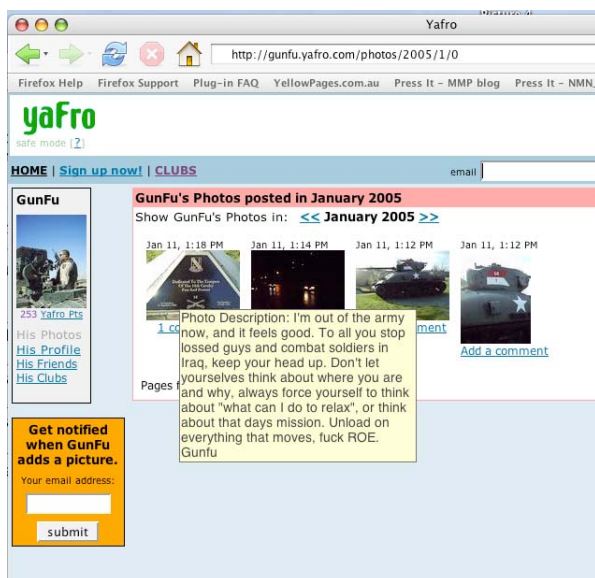 Yafro
http://gunfu.yafro.com/photos/2005/1/0
Firefox Help Firefox Support Plug-in FAQ YellowPages.com.au Press It - MMP blog Press It - NMN
yaFro
safe mode [?]
HOME | Sign up now! | CLUBS
email
GunFu
253 Yafro Pts
His Photos
His Profile
His Friends
His Clubs
GunFu's Photos posted in January 2005
Show GunFu's Photos in: << January 2005 >>
Jan 11, 1:18 PM Jan 11, 1:14 PM Jan 11, 1:12 PM Jan 11, 1:12 PM
1 co
ment
Add a comment
Pages f
Photo Description: I'm out of the army
now, and it feels good. To all you stop
lossed guys and combat soldiers in
Iraq, keep your head up. Don't let
yourselves think about where you are
and why, always force yourself to think
about "what can I do to relax", or think
about that days mission. Unload on
everything that moves, fuck ROE.
Gunfu
Get notified
when GunFu
adds a picture.
Your email address:
submit